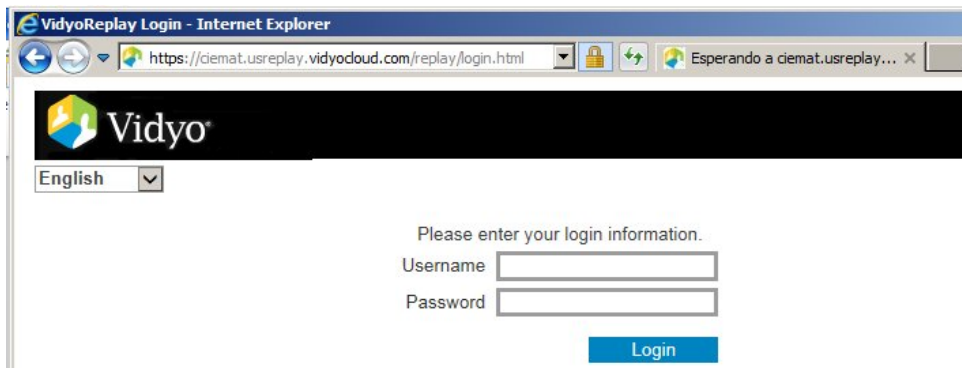 VidyoReplay Login - Internet Explorer
https://ciemat.usreplay.vidyocloud.com/replay/login.html
Esperando a ciemat.usreplay...
Vidyo
English
Please enter your login information.
Username
Password
Login